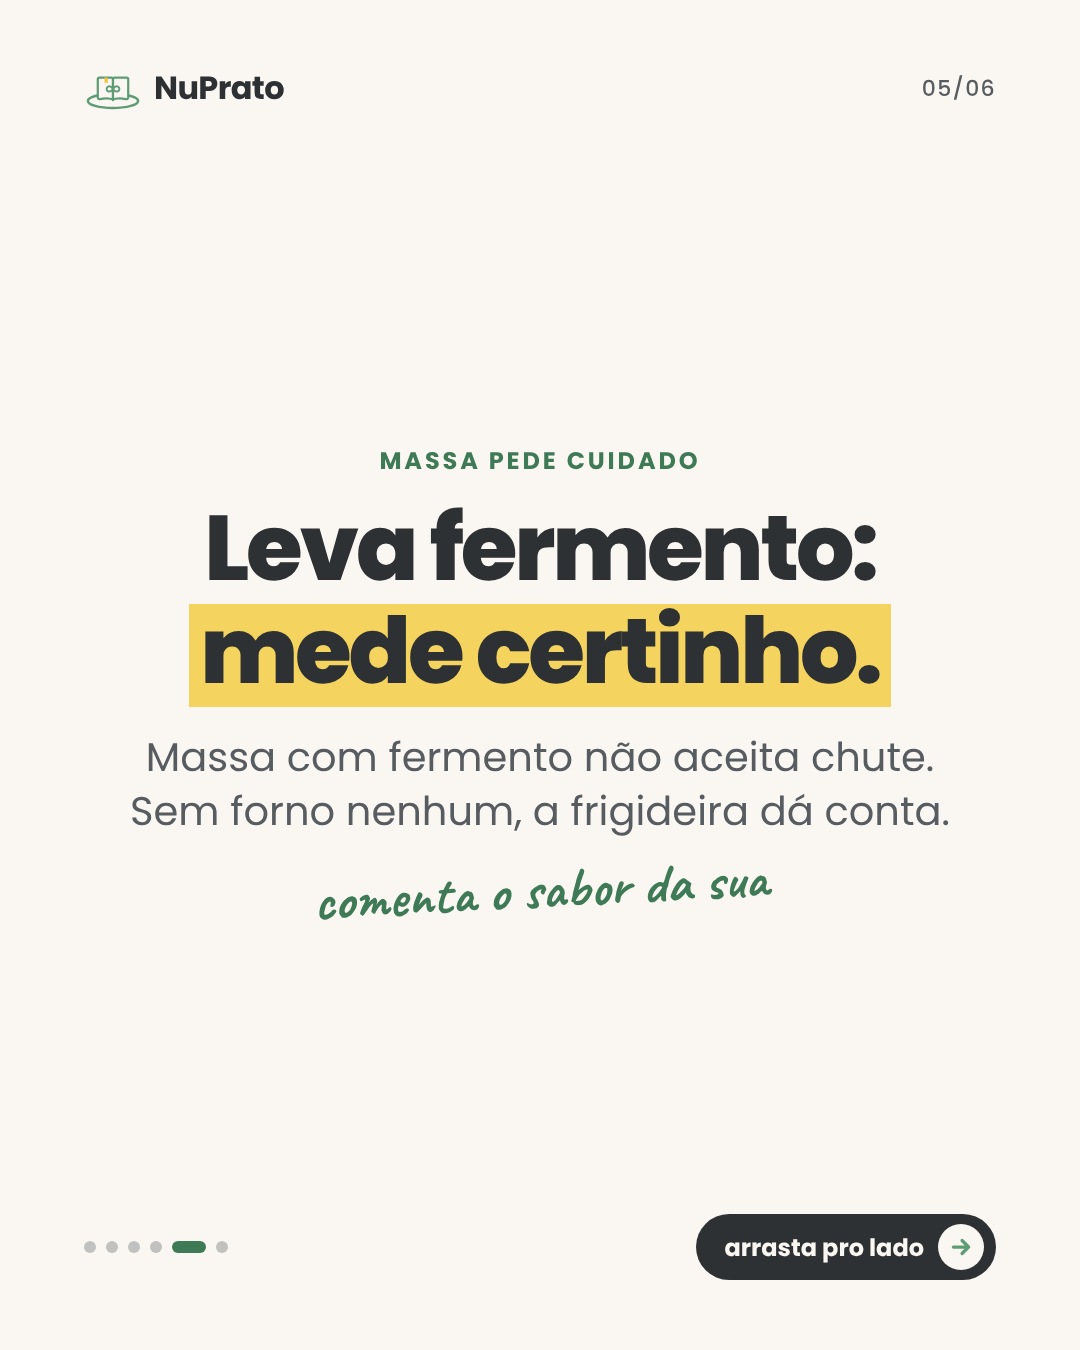 NuPrato
05/06
MASSA PEDE CUIDADO
Leva fermento:
mede certinho.
Massa com fermento não aceita chute.
Sem forno nenhum, a frigideira dá conta.
comenta o sabor da sua
arrasta pro lado